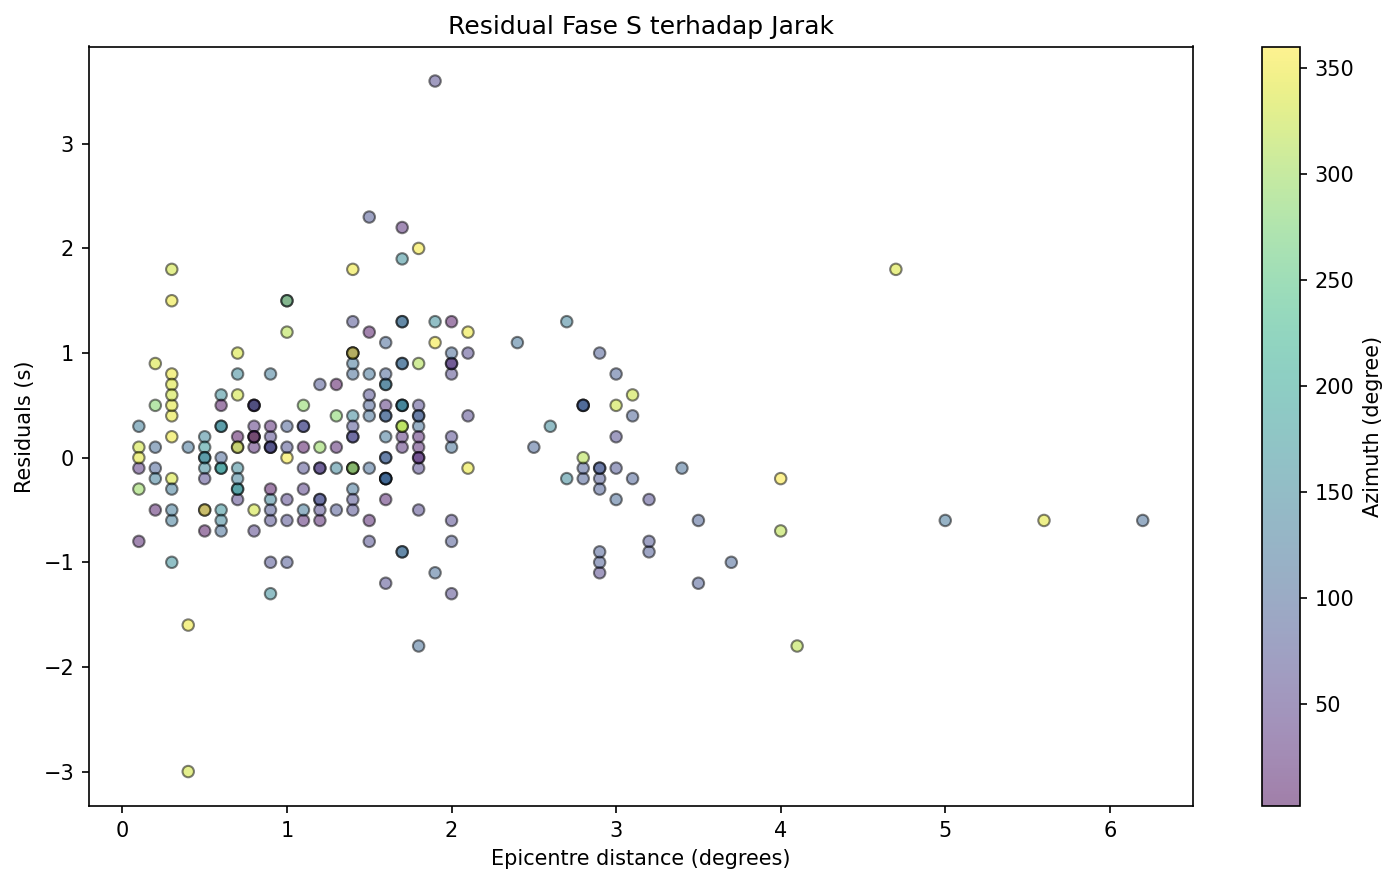 Residual Fase S terhadap Jarak
Residuals (s)
3
2
1
0
−1
−2
−3
0 1 2 3 4 5 6
Epicentre distance (degrees)
350
300
250
200
150
100
50
Azimuth (degree)